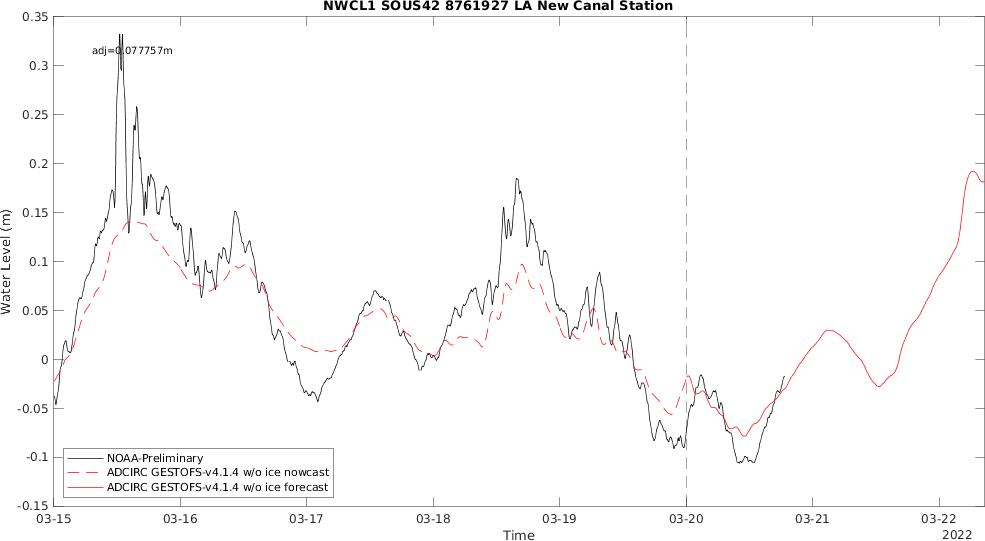 NWCL1 SOUS42 8761927 LA New Canal Station
adj=0.077757m
Water Level (m)
0.35
0.3
0.25
0.2
0.15
0.1
0.05
0
-0.05
-0.1
-0.15
NOAA-Preliminary
ADCIRC GESTOFS-v4.1.4 w/o ice nowcast
ADCIRC GESTOFS-v4.1.4 w/o ice forecast
03-15 03-16 03-17 03-18 03-19 03-20 03-21 03-22
Time
2022